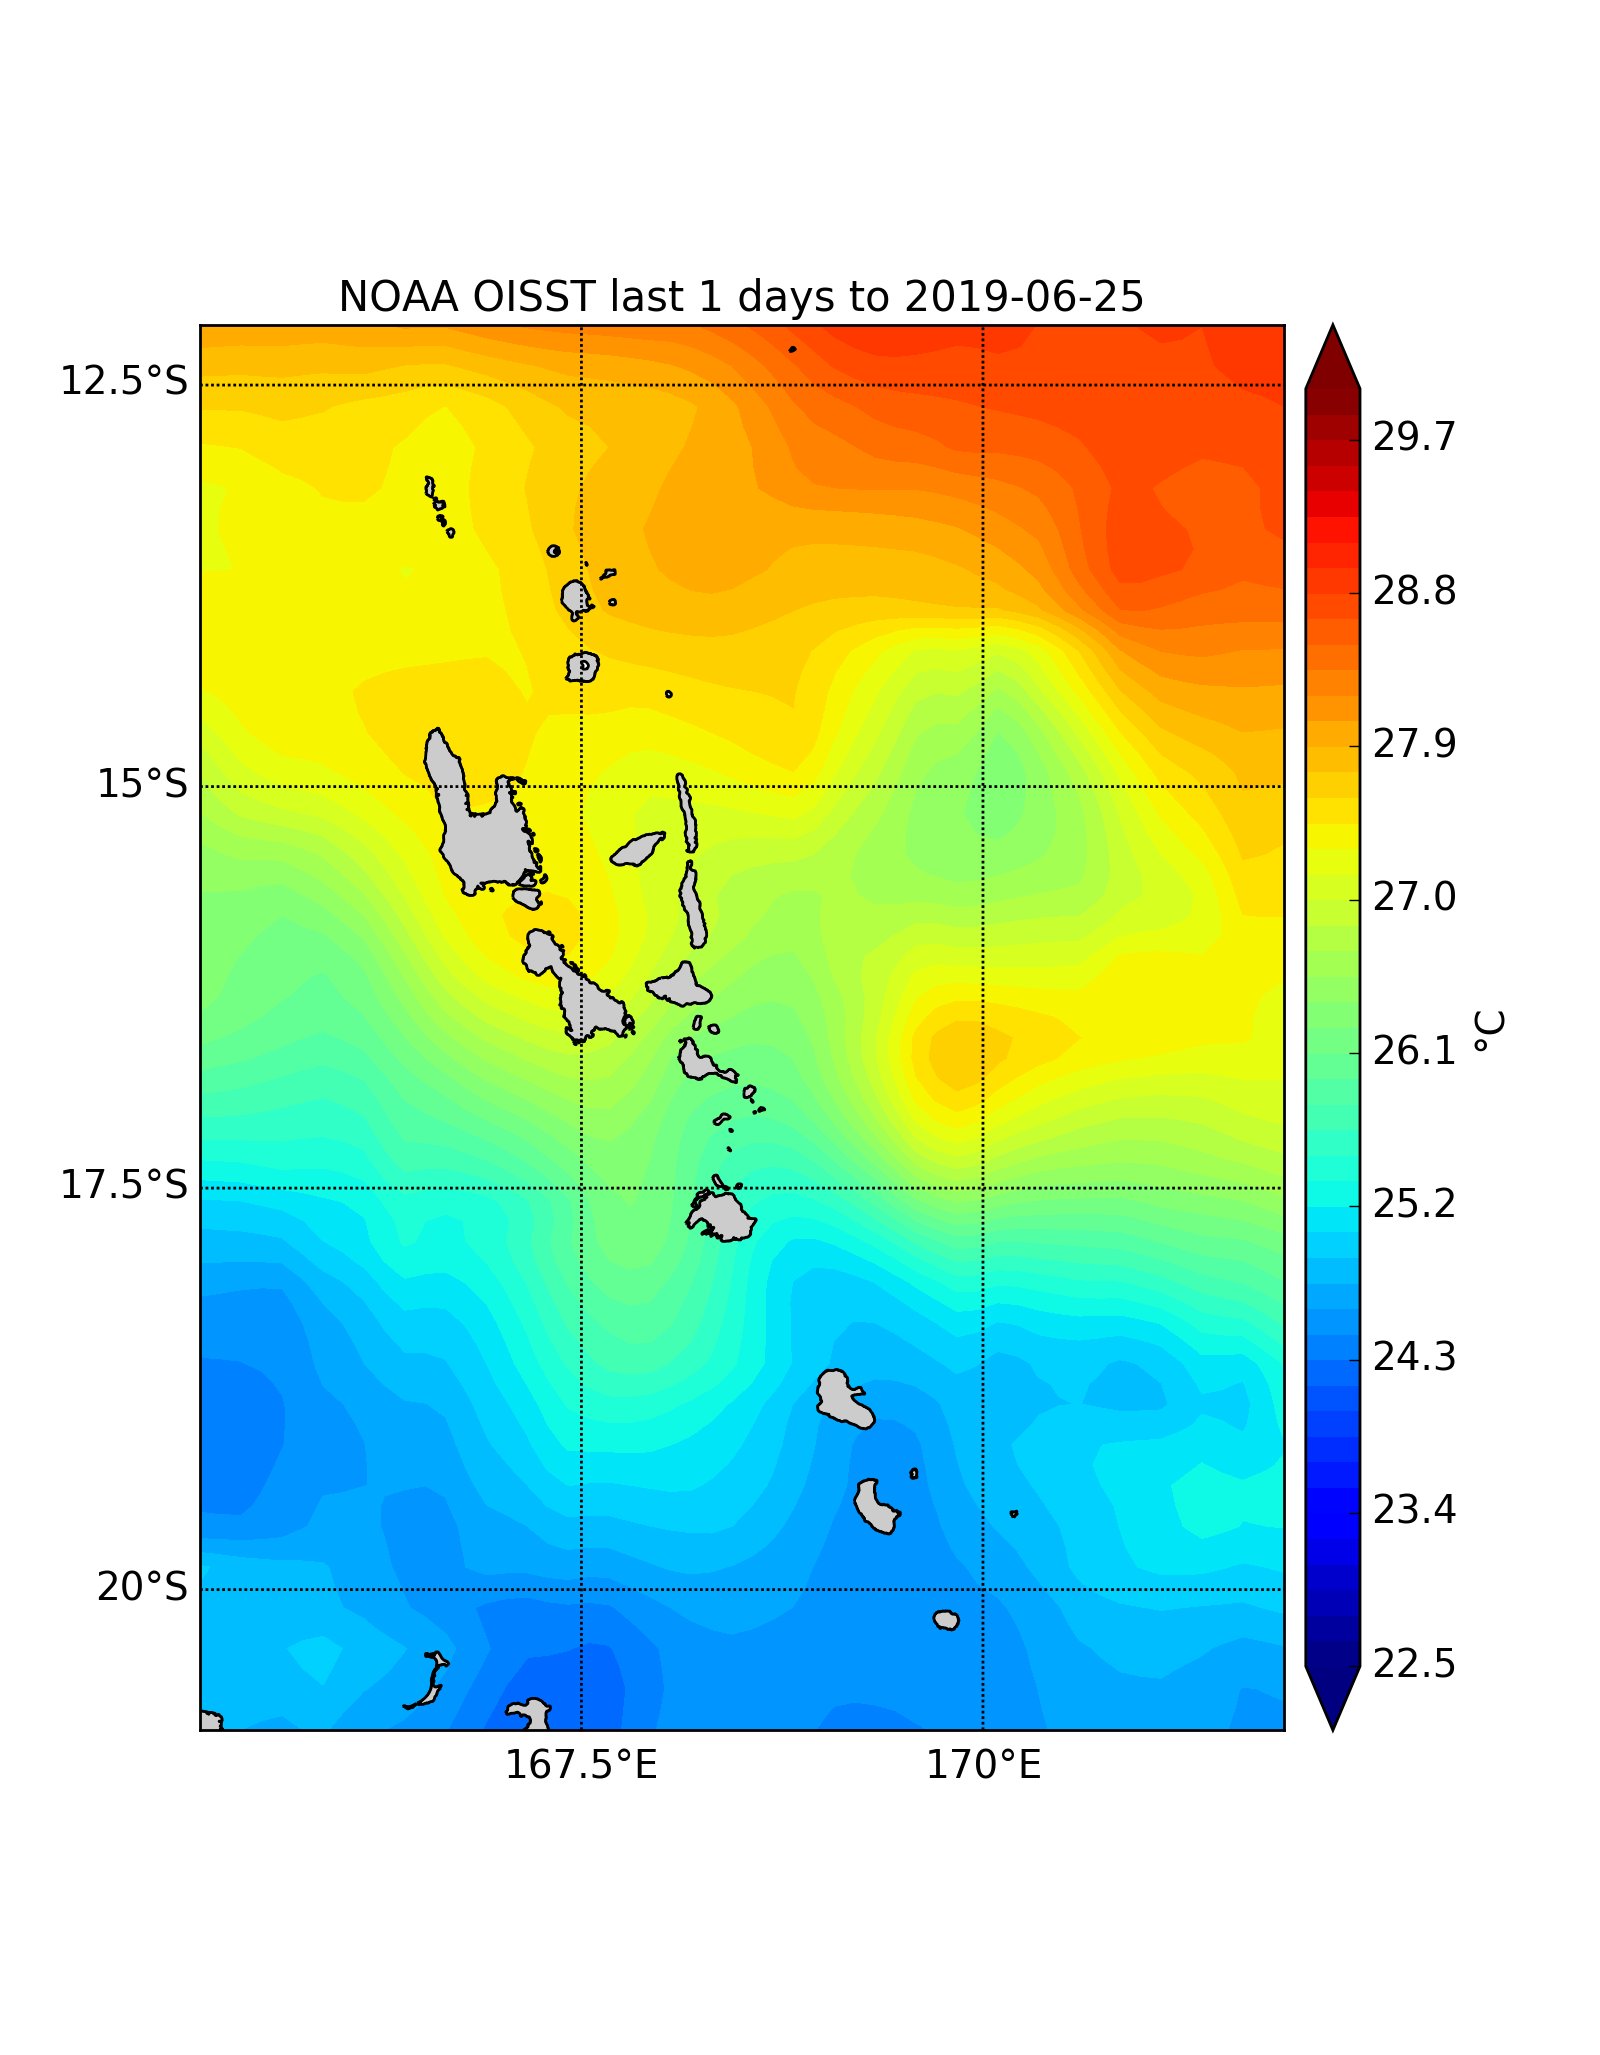 NOAA OISST last 1 days to 2019-06-25
12.5°S
15°S
17.5°S
20°S
167.5°E
170°E
29.7
28.8
27.9
27.0
26.1
25.2
24.3
23.4
22.5
°C